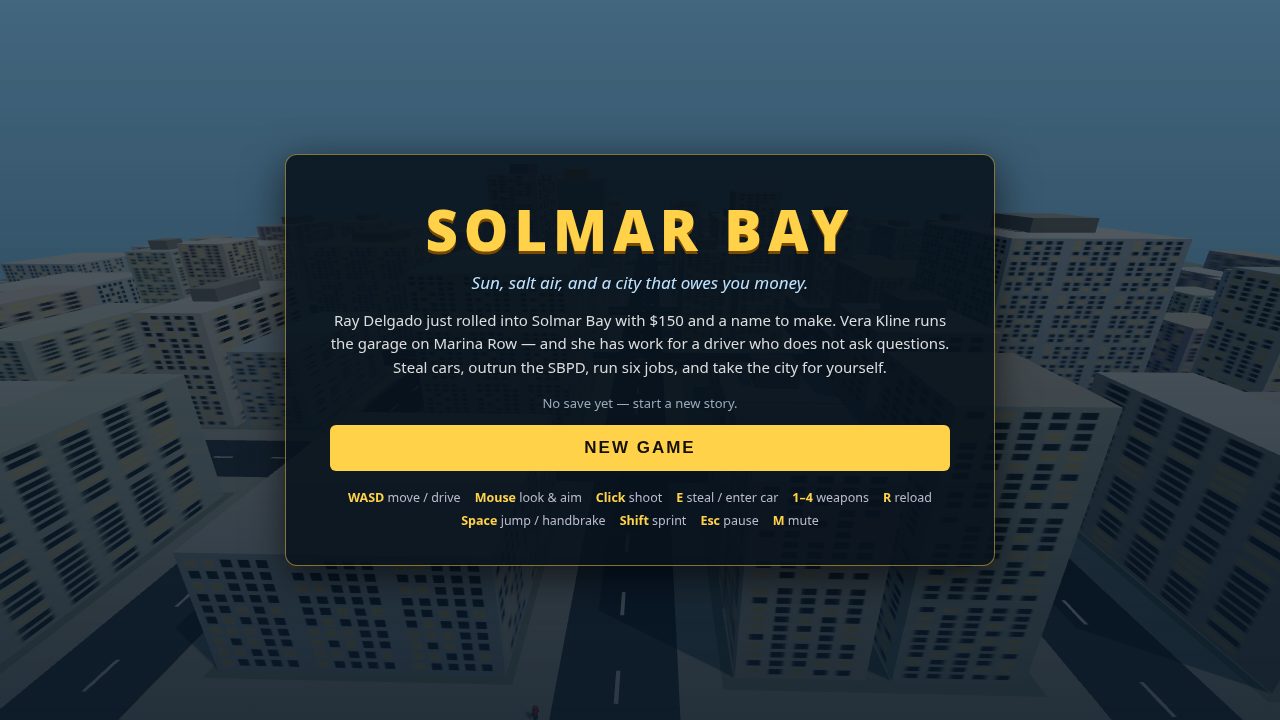 SOLMAR BAY
Sun, salt air, and a city that owes you money.
Ray Delgado just rolled into Solmar Bay with $150 and a name to make. Vera Kline runs
the garage on Marina Row — and she has work for a driver who does not ask questions.
Steal cars, outrun the SBPD, run six jobs, and take the city for yourself.
No save yet — start a new story.
NEW GAME
WASD move / drive Mouse look & aim Click shoot E steal / enter car 1–4 weapons R reload
Space jump / handbrake Shift sprint Esc pause M mute